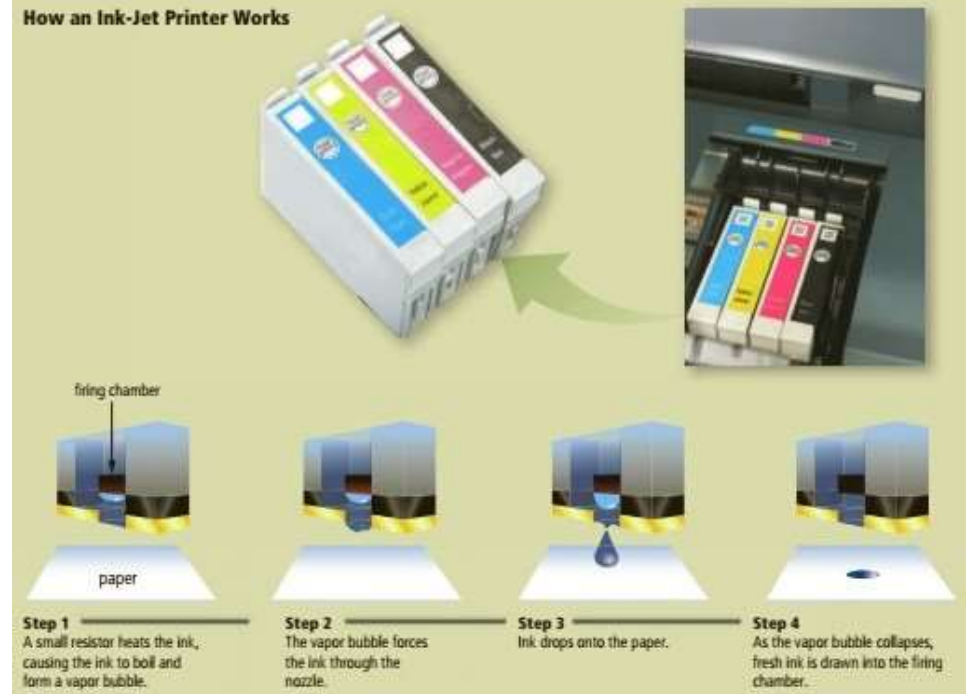 How an Ink-Jet Printer Works
firing chamber
paper
Step 1
A small resistor heats the ink,
causing the ink to boil and
form a vapor bubble.
Step 2
The vapor bubble forces
the ink through the
nozzle.
Step 3
Ink drops onto the paper.
Step 4
As the vapor bubble collapses,
fresh ink is drawn into the firing
chamber.